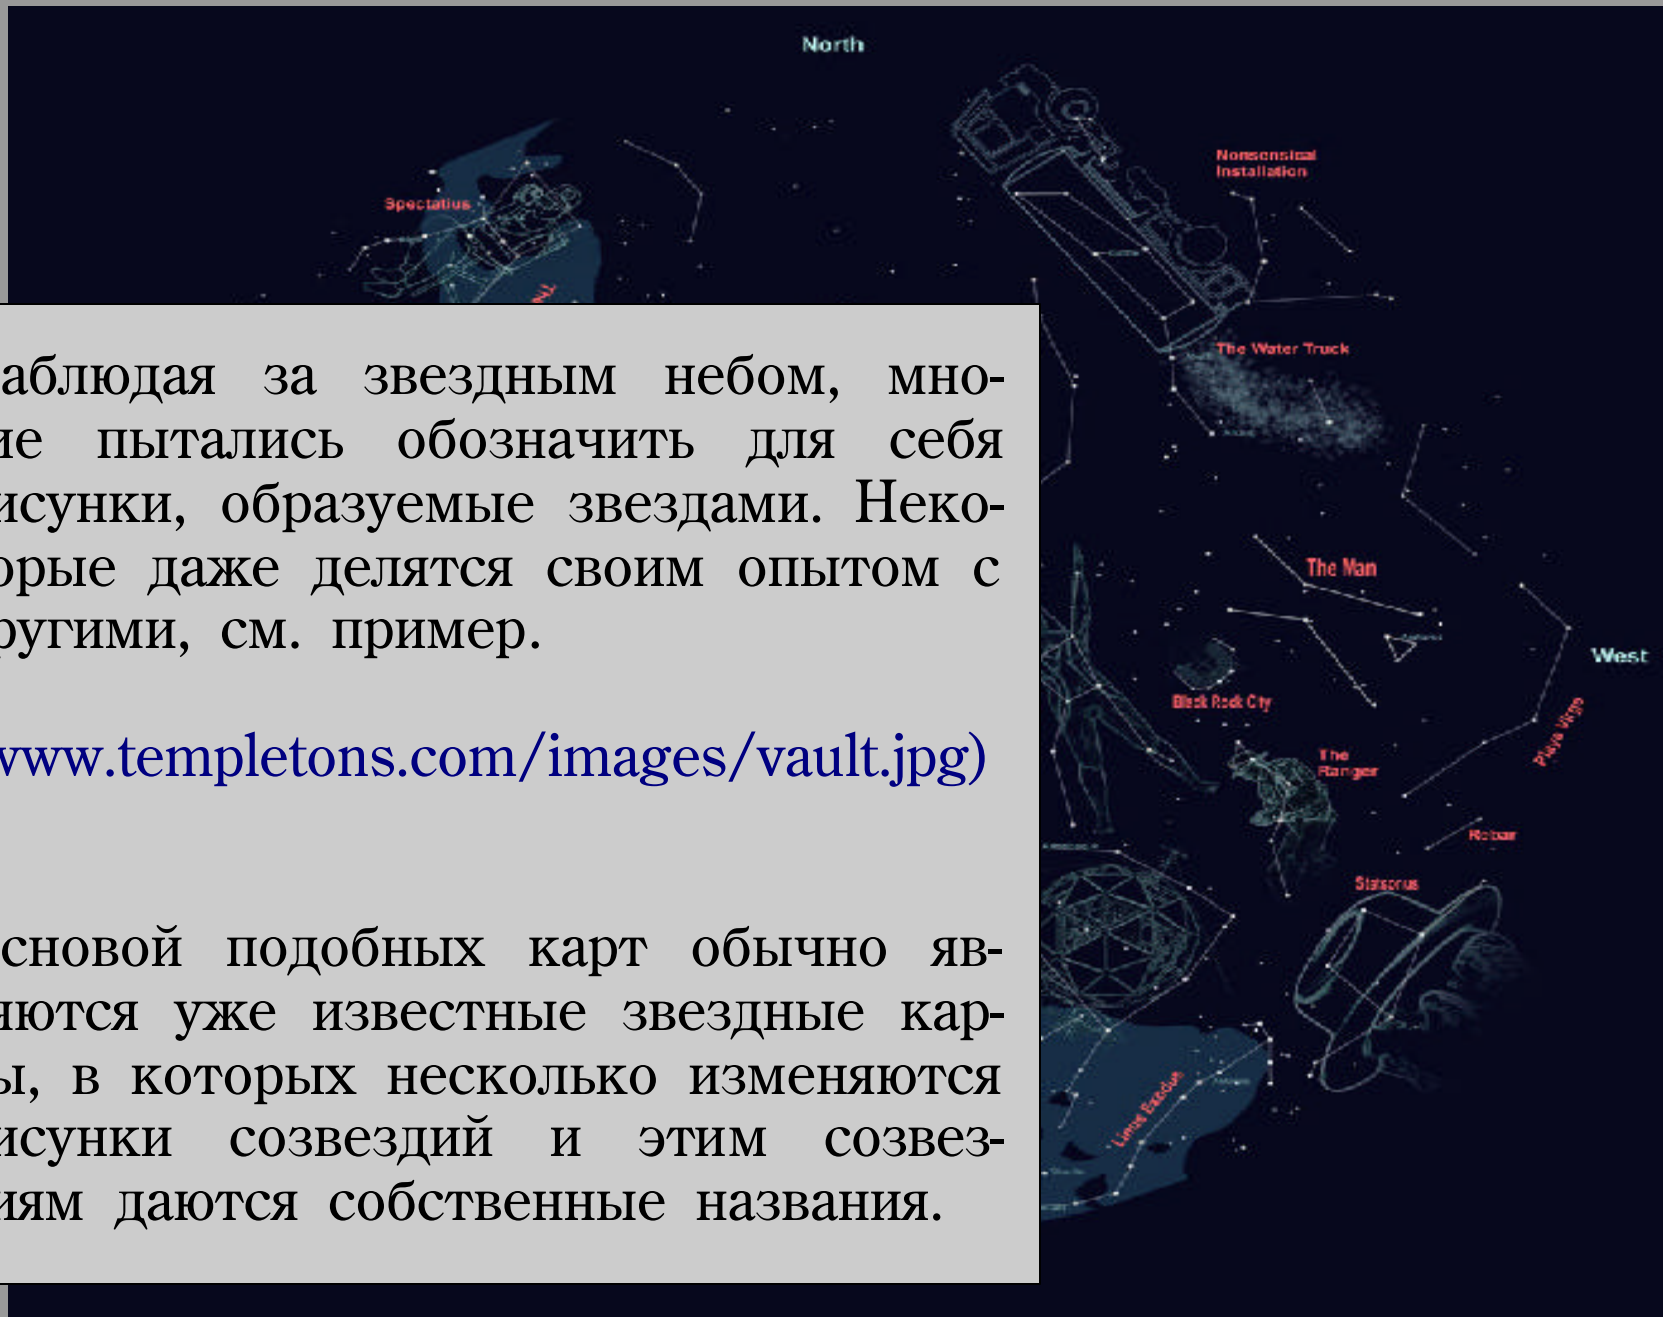 North
Nonsensical
Installation
Spectatius
The Water Truck
аблюдая за звездным небом, мно-
ие пытались обозначить для себя
исунки, образуемые звездами. Неко-
орые даже делятся своим опытом с
ругими, см. пример.
www.templetons.com/images/vault.jpg)
сновой подобных карт обычно яв-
яются уже известные звездные кар-
ы, в которых несколько изменяются
исунки созвездий и этим созвез-
иям даются собственные названия.
The Man
West
Black Rock City
Playa Virgo
The
Ranger
Rebar
Linus Exodus